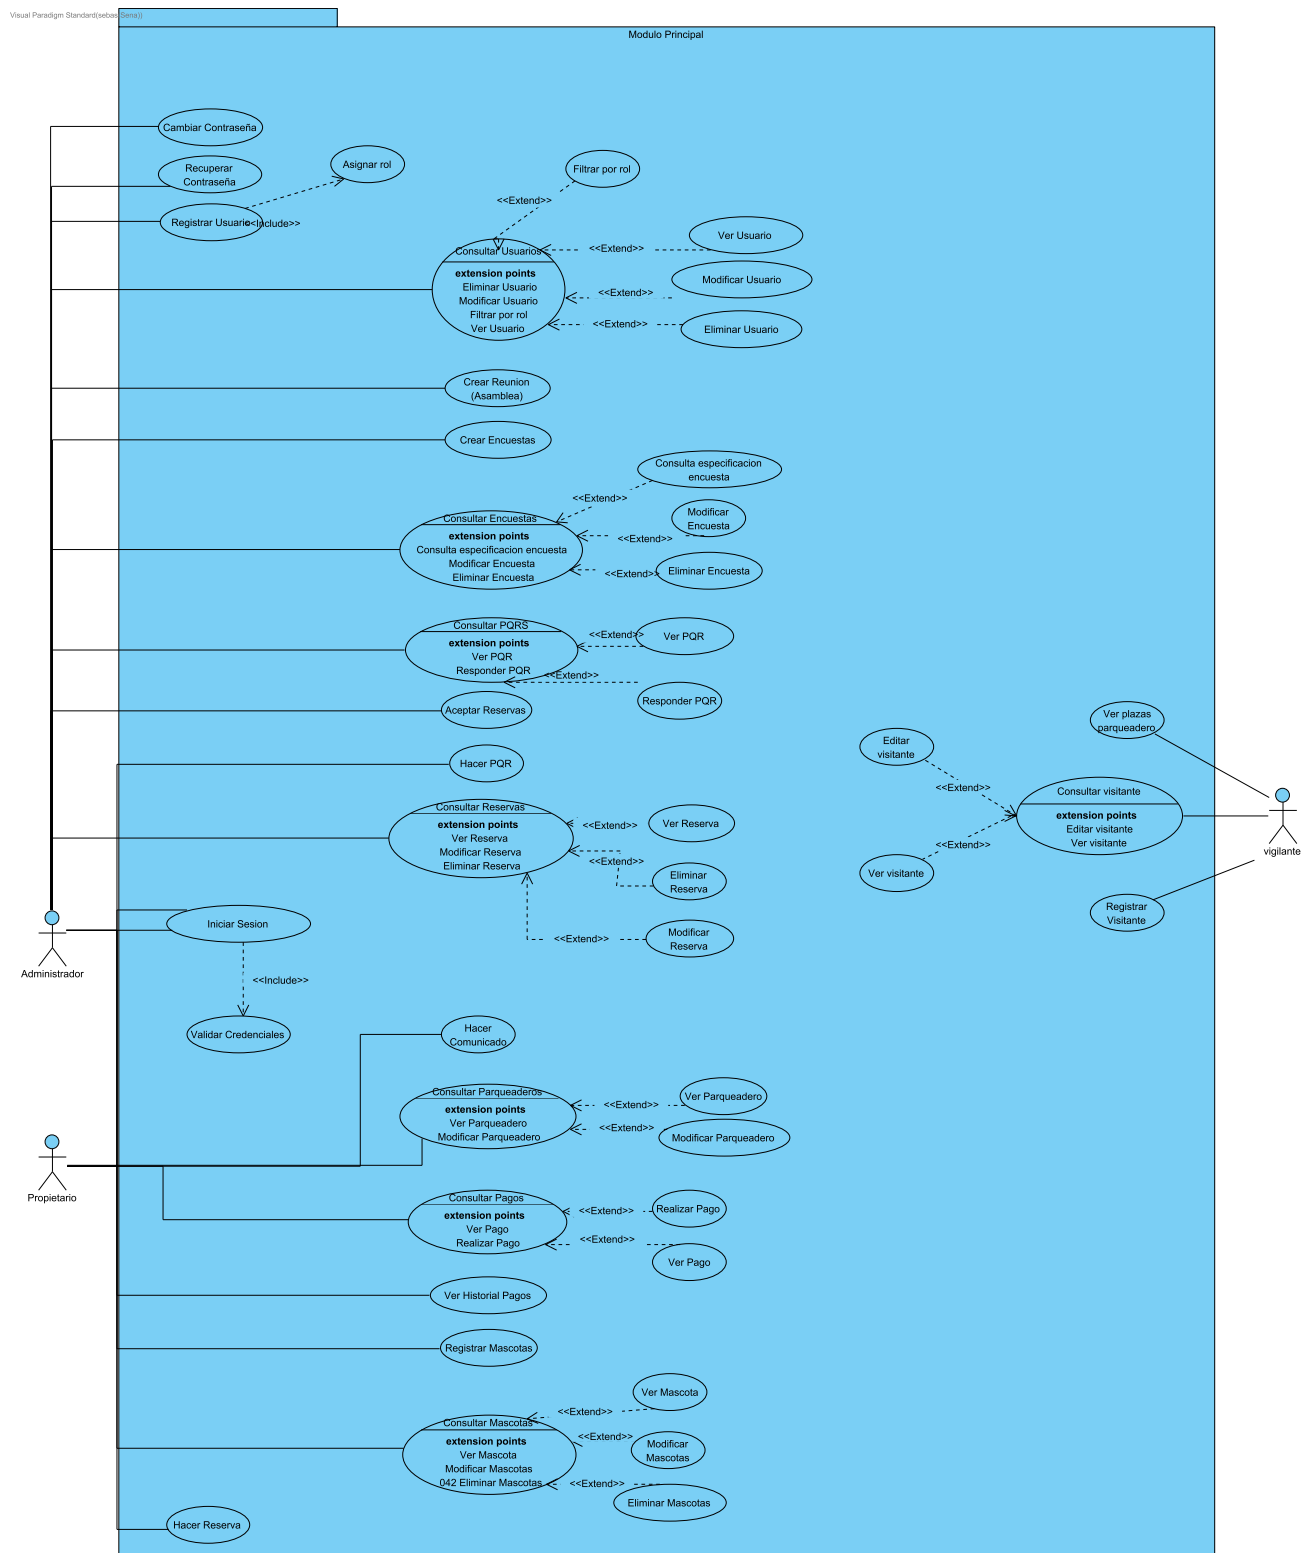 Visual Paradigm Standard(sebas(Sena))
Modulo Principal
Cambiar Contraseña
Recuperar
Contraseña
Asignar rol
Registrar Usuario
<<Include>>
Filtrar por rol
<<Extend>>
Ver Usuario
<<Extend>>
Consultar Usuarios
extension points
Eliminar Usuario
Modificar Usuario
Filtrar por rol
Ver Usuario
Modificar Usuario
<<Extend>>
<<Extend>>
Eliminar Usuario
Crear Reunion
(Asamblea)
Crear Encuestas
Consulta especificacion
encuesta
<<Extend>>
Modificar
Encuesta
Consultar Encuestas
extension points
Consulta especificacion encuesta
Modificar Encuesta
Eliminar Encuesta
<<Extend>>
<<Extend>>
Eliminar Encuesta
Consultar PQRS
extension points
Ver PQR
Responder PQR
<<Extend>>
Ver PQR
<<Extend>>
Responder PQR
Aceptar Reservas
Hacer PQR
Consultar Reservas
extension points
Ver Reserva
Modificar Reserva
Eliminar Reserva
<<Extend>>
Ver Reserva
<<Extend>>
Eliminar
Reserva
<<Extend>>
Modificar
Reserva
Ver plazas
parqueadero
Editar
visitante
<<Extend>>
Consultar visitante
extension points
Editar visitante
Ver visitante
<<Extend>>
Ver visitante
vigilante
Registrar
Visitante
Iniciar Sesion
Administrador
<<Include>>
Validar Credenciales
Hacer
Comunicado
Consultar Parqueaderos
extension points
Ver Parqueadero
Modificar Parqueadero
<<Extend>>
Ver Parqueadero
<<Extend>>
Modificar Parqueadero
Propietario
Consultar Pagos
extension points
Ver Pago
Realizar Pago
<<Extend>>
Realizar Pago
<<Extend>>
Ver Pago
Ver Historial Pagos
Registrar Mascotas
Ver Mascota
<<Extend>>
Consultar Mascotas
extension points
Ver Mascota
Modificar Mascotas
042 Eliminar Mascotas
<<Extend>>
Modificar
Mascotas
<<Extend>>
Eliminar Mascotas
Hacer Reserva